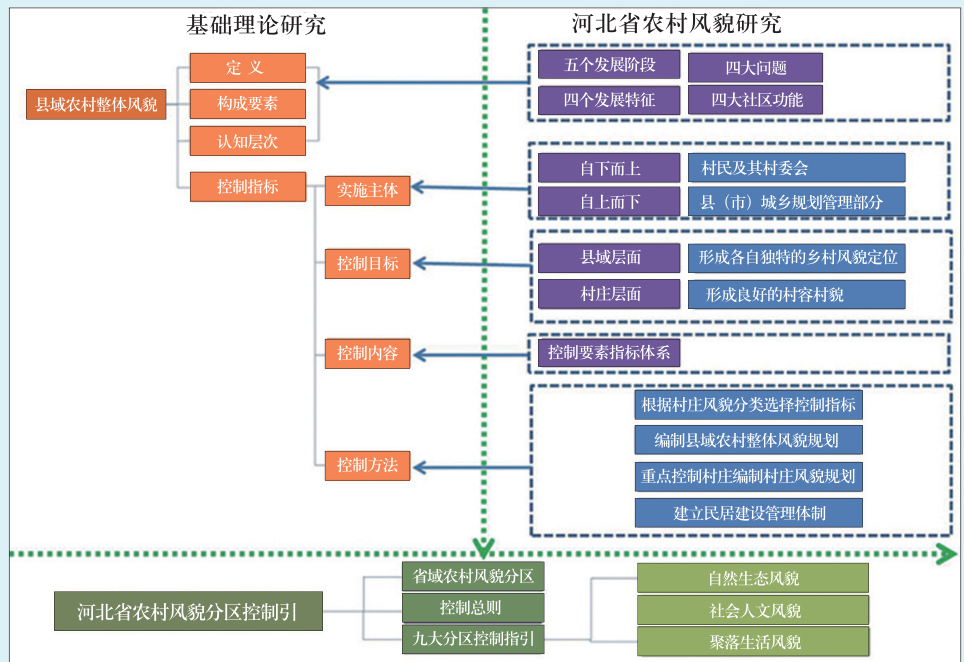 基础理论研究
河北省农村风貌研究
县域农村整体风貌
定 义
构成要素
认知层次
控制指标
五个发展阶段
四大问题
四个发展特征
四大社区功能
实施主体
自下而上
村民及其村委会
自上而下
县（市）城乡规划管理部分
控制目标
县域层面
形成各自独特的乡村风貌定位
村庄层面
形成良好的村容村貌
控制内容
控制要素指标体系
控制方法
根据村庄风貌分类选择控制指标
编制县域农村整体风貌规划
重点控制村庄编制村庄风貌规划
建立民居建设管理体制
河北省农村风貌分区控制引
省域农村风貌分区
控制总则
九大分区控制指引
自然生态风貌
社会人文风貌
聚落生活风貌